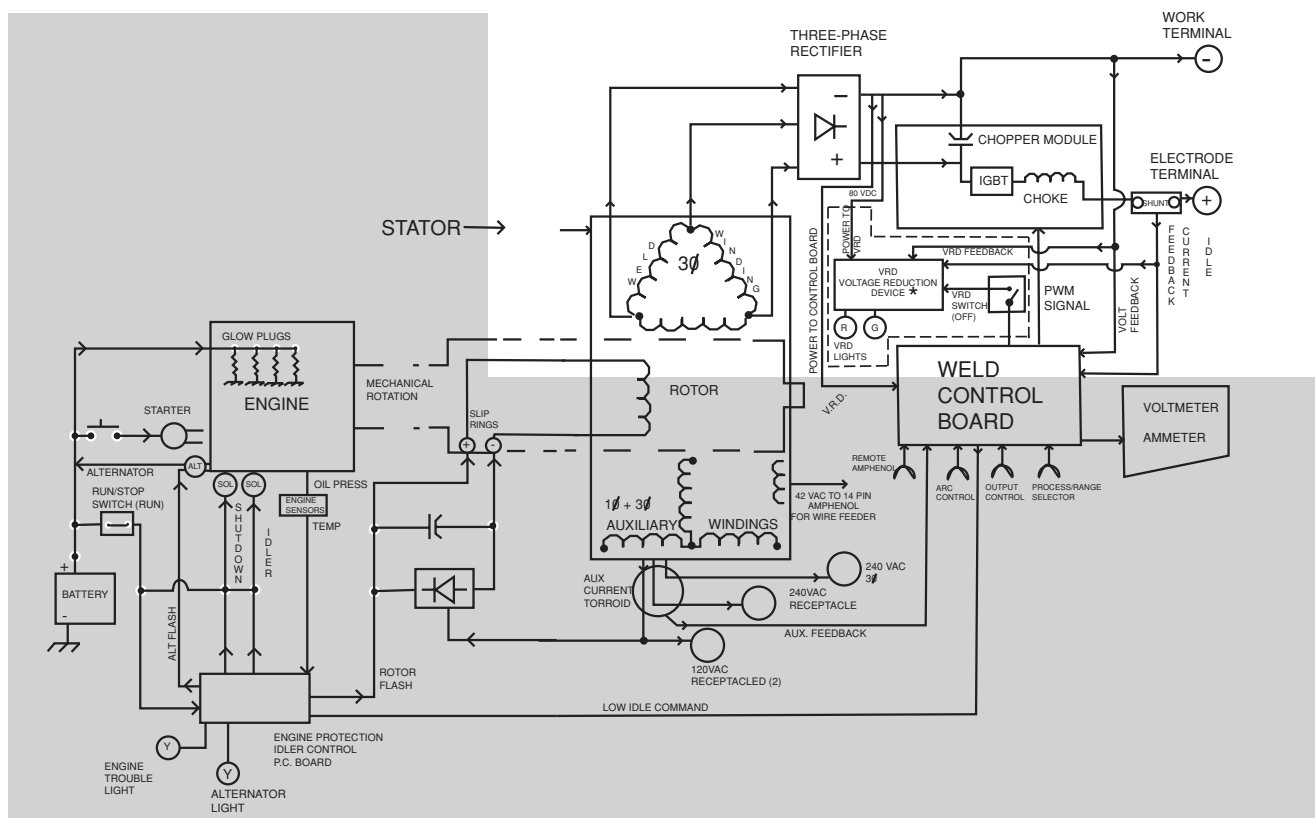 WORK
TERMINAL
-
THREE-PHASE
RECTIFIER
-
+
CHOPPER MODULE
IGBT
CHOKE
ELECTRODE
TERMINAL
SHUNT
+
80 VDC
STATOR
WELD
WINDING
3Ø
POWER TO
VRD
POWER TO CONTROL BOARD
VRD FEEDBACK
VRD
VOLTAGE REDUCTION
DEVICE *
VRD
SWITCH
(OFF)
PWM
SIGNAL
VOLT
FEEDBACK
FEEDBACK
CURRENT
IDLE
R
G
VRD
LIGHTS
V.R.D.
WELD
CONTROL
BOARD
VOLTMETER
AMMETER
REMOTE
AMPHENOL
ARC
CONTROL
OUTPUT
CONTROL
PROCESS/RANGE
SELECTOR
GLOW PLUGS
ENGINE
MECHANICAL
ROTATION
ROTOR
SLIP
RINGS
+
-
STARTER
ALTERNATOR
ALT
SOL
SOL
RUN/STOP
SWITCH (RUN)
SHUTDOWN
IDLER
OIL PRESS
ENGINE
SENSORS
TEMP
+
BATTERY
-
ALT FLASH
1Ø + 3Ø
AUXILIARY
WINDINGS
42 VAC TO 14 PIN
AMPHENOL
FOR WIRE FEEDER
AUX
CURRENT
TORROID
240 VAC
3Ø
240VAC
RECEPTACLE
AUX. FEEDBACK
120VAC
RECEPTACLED (2)
ROTOR
FLASH
LOW IDLE COMMAND
ENGINE PROTECTION
IDLER CONTROL
P.C. BOARD
Y
ENGINE
TROUBLE
LIGHT
Y
ALTERNATOR
LIGHT